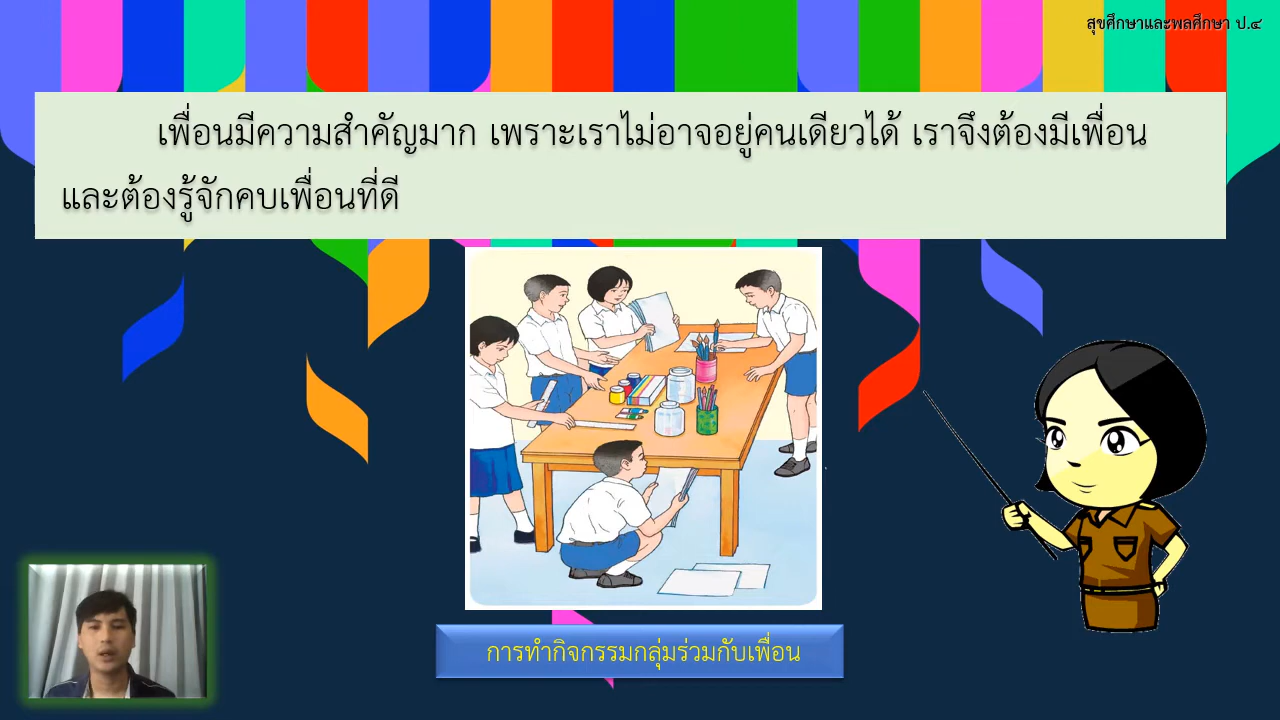 สุขศึกษาและพลศึกษา ป.๔
เพื่อนมีความสำคัญมาก เพราะเราไม่อาจอยู่คนเดียวได้ เราจึงต้องมีเพื่อน
และต้องรู้จักคบเพื่อนที่ดี
การทำกิจกรรมกลุ่มร่วมกับเพื่อน